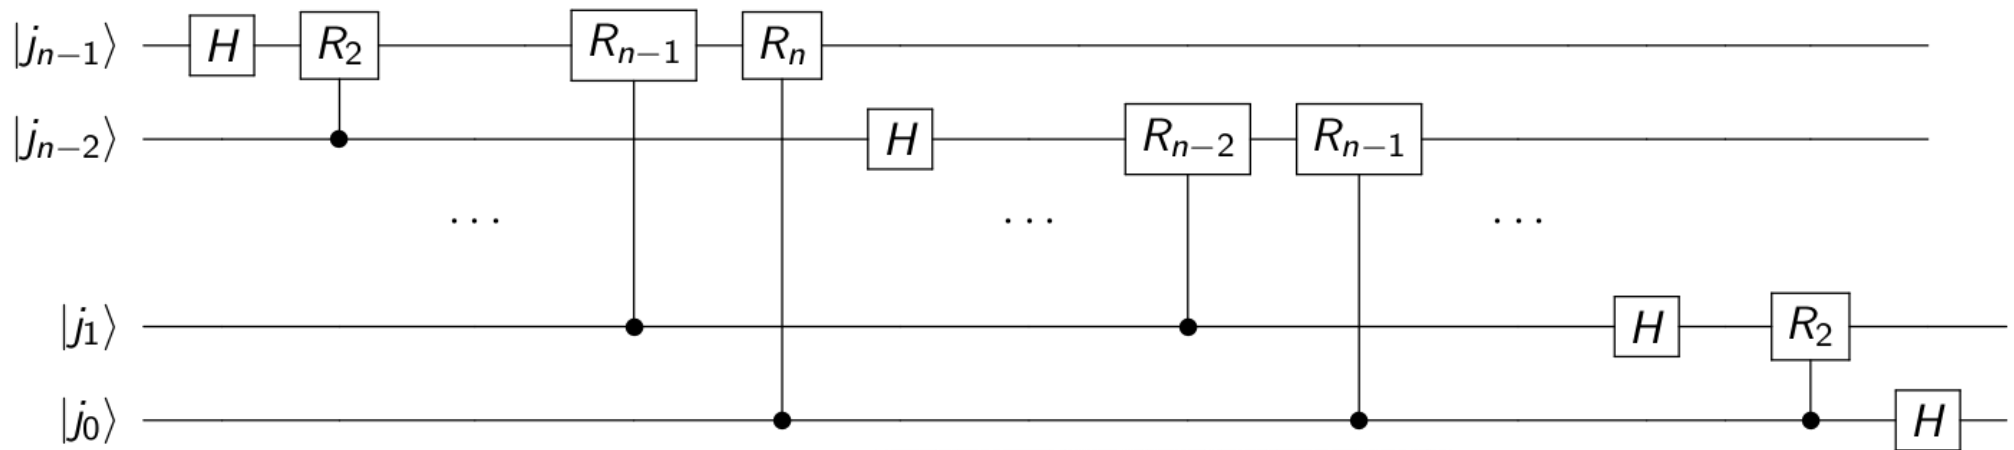 |j_{n−1}⟩ H R_2 R_{n−1} R_n
|j_{n−2}⟩ H R_{n−2} R_{n−1}
... ... ...
|j_1⟩ H R_2
|j_0⟩ H